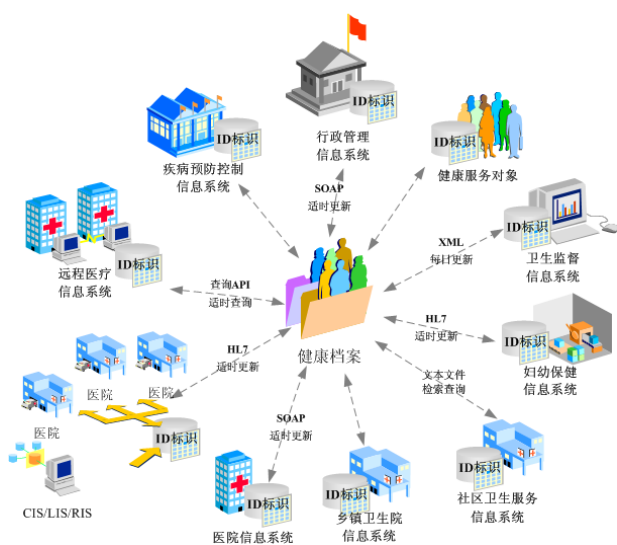 ID标识
行政管理
信息系统
ID标识
疾病预防控制
信息系统
ID标识
健康服务对象
SOAP
适时更新
ID标识
远程医疗
信息系统
XML
每日更新
ID标识
卫生监督
信息系统
查询API
适时查询
HL7
适时更新
ID标识
妇幼保健
信息系统
健康档案
HL7
适时更新
医院
医院
医院
ID标识
CIS/LIS/RIS
SOAP
适时更新
文本文件
检索查询
ID标识
医院信息系统
ID标识
乡镇卫生院
信息系统
ID标识
社区卫生服务
信息系统